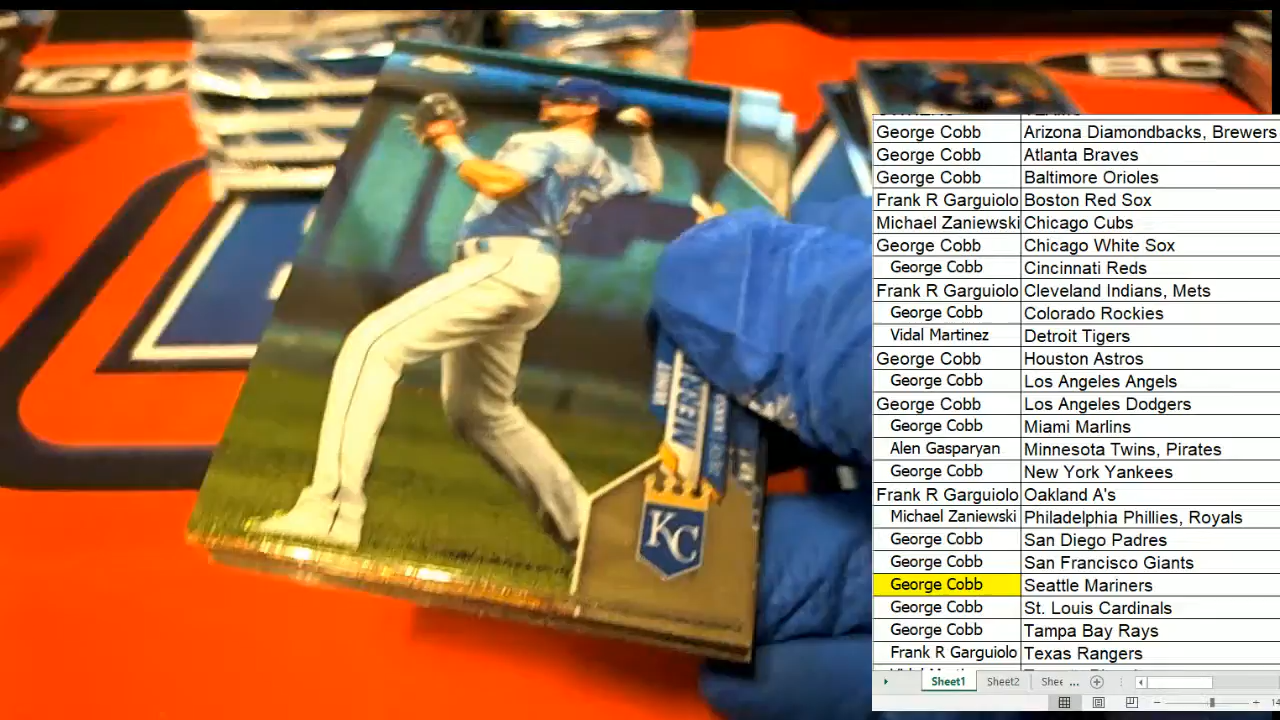 George Cobb Arizona Diamondbacks, Brewers
George Cobb Atlanta Braves
George Cobb Baltimore Orioles
Frank R Garguiolo Boston Red Sox
Michael Zaniewski Chicago Cubs
George Cobb Chicago White Sox
George Cobb Cincinnati Reds
Frank R Garguiolo Cleveland Indians, Mets
George Cobb Colorado Rockies
Vidal Martinez Detroit Tigers
George Cobb Houston Astros
George Cobb Los Angeles Angels
George Cobb Los Angeles Dodgers
George Cobb Miami Marlins
Alen Gasparyan Minnesota Twins, Pirates
George Cobb New York Yankees
Frank R Garguiolo Oakland A's
Michael Zaniewski Philadelphia Phillies, Royals
George Cobb San Diego Padres
George Cobb San Francisco Giants
George Cobb Seattle Mariners
George Cobb St. Louis Cardinals
George Cobb Tampa Bay Rays
Frank R Garguiolo Texas Rangers
Sheet1 Sheet2 Shee ...
KC